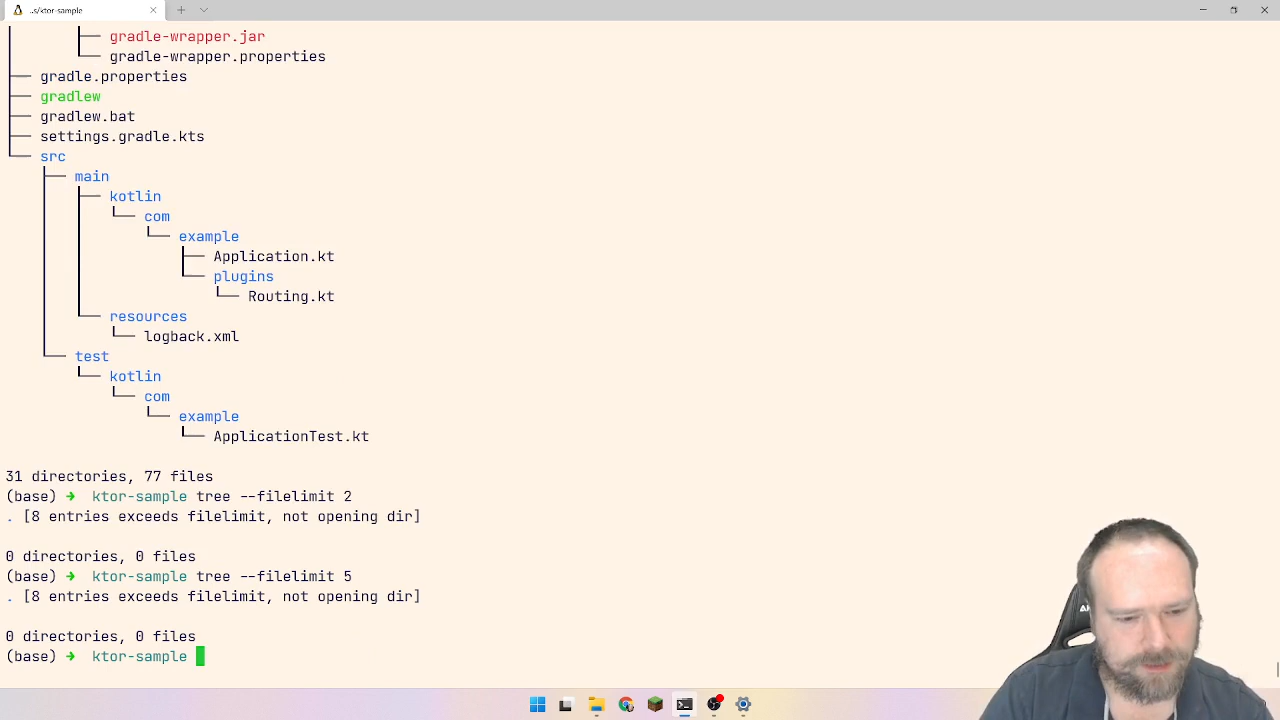 ../ktor-sample
├── gradle-wrapper.jar
└── gradle-wrapper.properties
├── gradle.properties
├── gradlew
├── gradlew.bat
├── settings.gradle.kts
└── src
├── main
├── kotlin
└── com
└── example
├── Application.kt
└── plugins
└── Routing.kt
└── resources
└── logback.xml
└── test
└── kotlin
└── com
└── example
└── ApplicationTest.kt
31 directories, 77 files
(base) ➜ ktor-sample tree --filelimit 2
. [8 entries exceeds filelimit, not opening dir]
0 directories, 0 files
(base) ➜ ktor-sample tree --filelimit 5
. [8 entries exceeds filelimit, not opening dir]
0 directories, 0 files
(base) ➜ ktor-sample